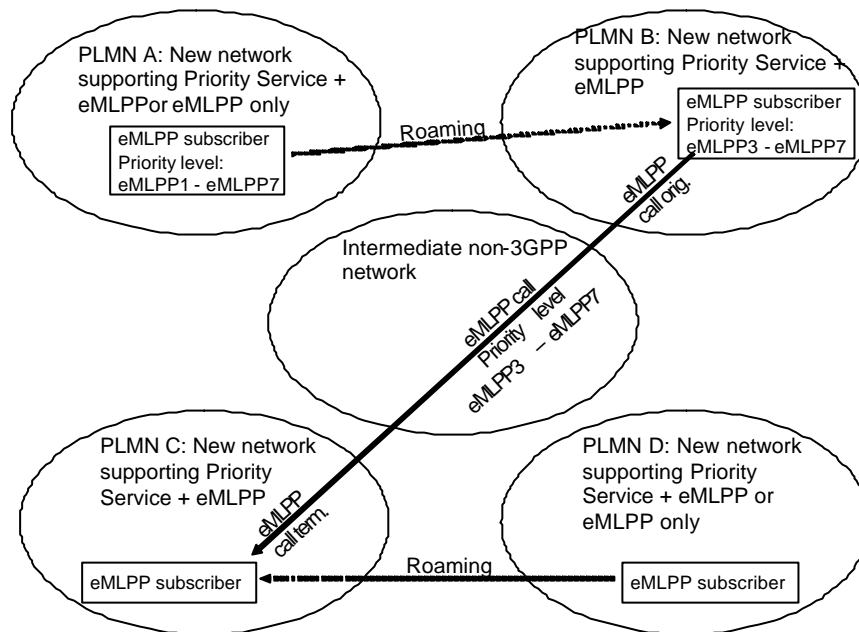 PLMN A: New network
supporting Priority Service +
eMLPPor eMLPP only
eMLPP subscriber
Priority level:
eMLPP1 - eMLPP7
Roaming
PLMN B: New network
supporting Priority Service +
eMLPP
eMLPP subscriber
Priority level:
eMLPP3 - eMLPP7
eMLPP
call orig.
Intermediate non-3GPP
network
eMLPP call
Priority level
eMLPP3 – eMLPP7
PLMN C: New network
supporting Priority
Service + eMLPP
eMLPP
call term.
eMLPP subscriber
Roaming
PLMN D: New network
supporting Priority
Service + eMLPP or
eMLPP only
eMLPP subscriber